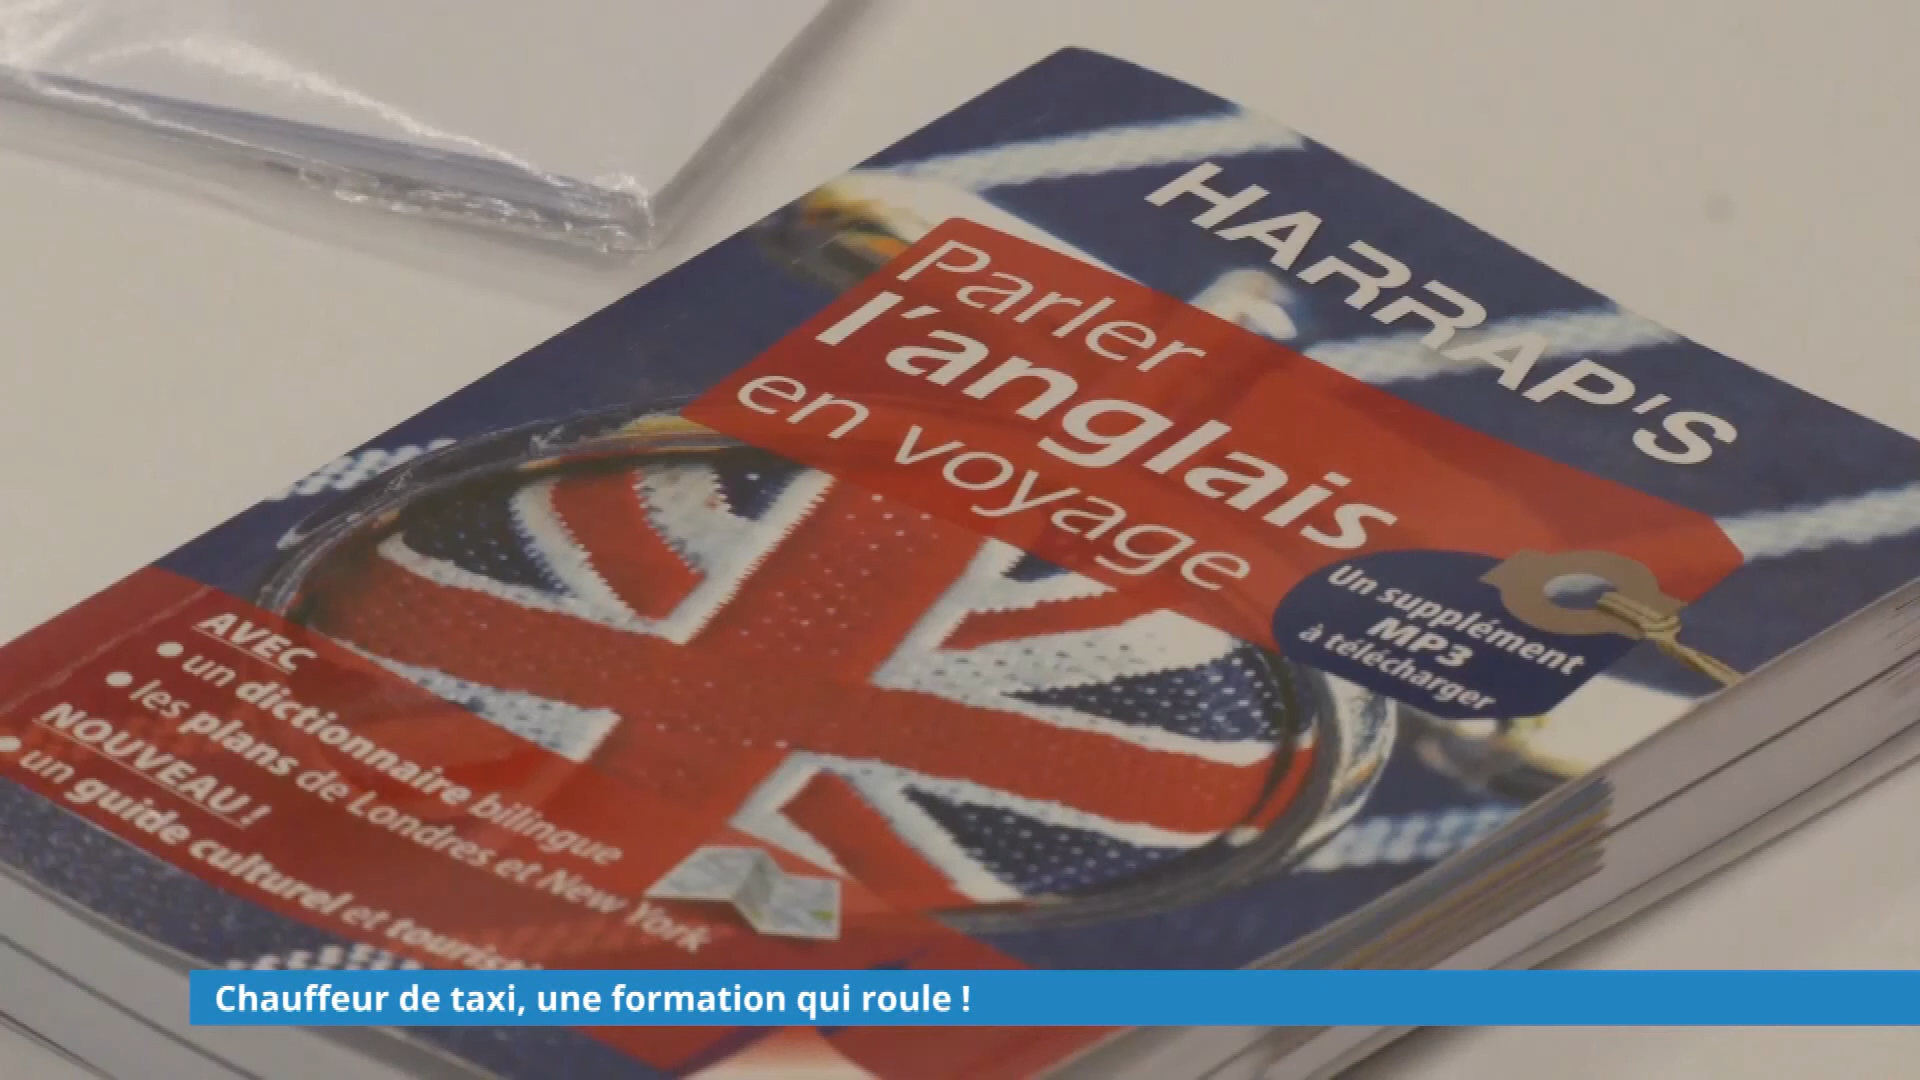 HARRAP'S
Parler
l'anglais
en voyage
Un supplément
MP3
à télécharger
AVEC
• un dictionnaire bilingue
• les plans de Londres et New York
NOUVEAU !
• un guide culturel et
Chauffeur de taxi, une formation qui roule !